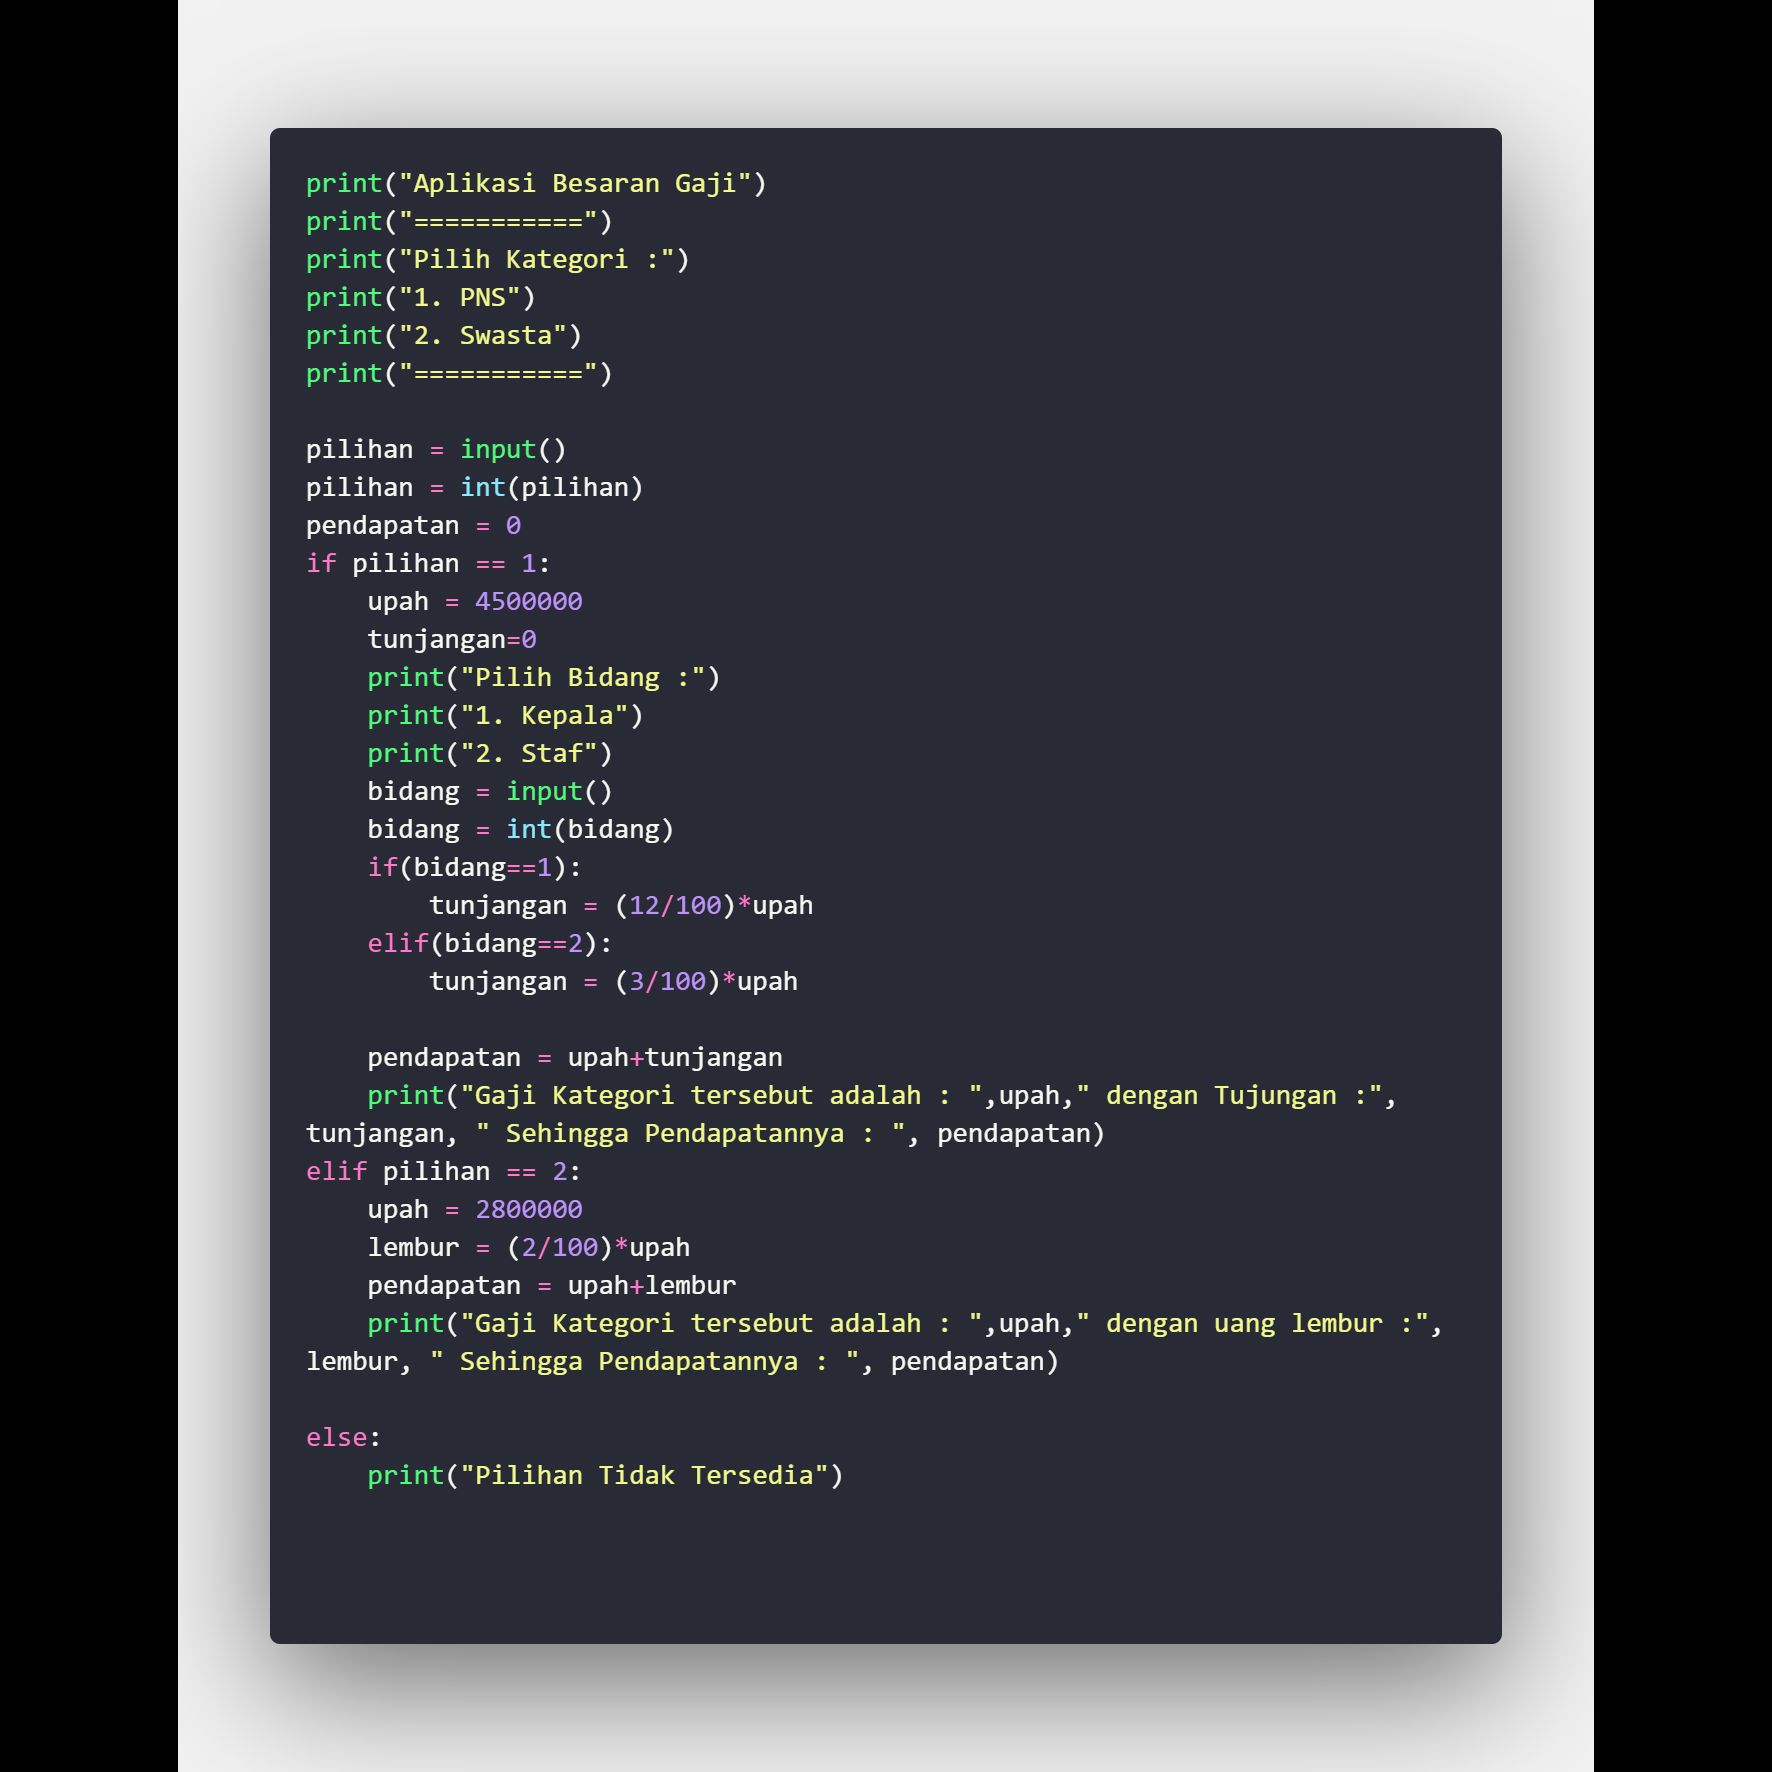 print("Aplikasi Besaran Gaji")
print("===========")
print("Pilih Kategori :")
print("1. PNS")
print("2. Swasta")
print("===========")

pilihan = input()
pilihan = int(pilihan)
pendapatan = 0
if pilihan == 1:
    upah = 4500000
    tunjangan=0
    print("Pilih Bidang :")
    print("1. Kepala")
    print("2. Staf")
    bidang = input()
    bidang = int(bidang)
    if(bidang==1):
        tunjangan = (12/100)*upah
    elif(bidang==2):
        tunjangan = (3/100)*upah

    pendapatan = upah+tunjangan
    print("Gaji Kategori tersebut adalah : ",upah," dengan Tujungan :",
tunjangan, " Sehingga Pendapatannya : ", pendapatan)
elif pilihan == 2:
    upah = 2800000
    lembur = (2/100)*upah
    pendapatan = upah+lembur
    print("Gaji Kategori tersebut adalah : ",upah," dengan uang lembur :",
lembur, " Sehingga Pendapatannya : ", pendapatan)

else:
    print("Pilihan Tidak Tersedia")